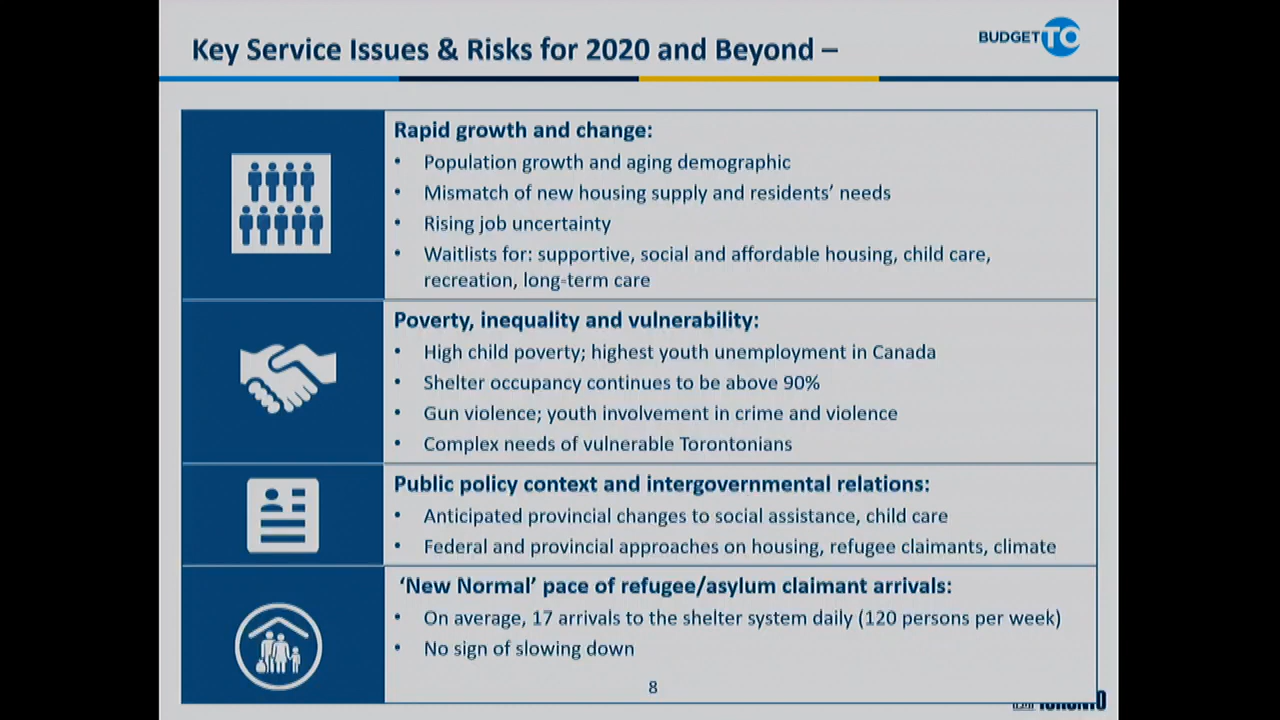 Key Service Issues & Risks for 2020 and Beyond –
BUDGETTO
Rapid growth and change:
• Population growth and aging demographic
• Mismatch of new housing supply and residents’ needs
• Rising job uncertainty
• Waitlists for: supportive, social and affordable housing, child care,
recreation, long-term care
Poverty, inequality and vulnerability:
• High child poverty; highest youth unemployment in Canada
• Shelter occupancy continues to be above 90%
• Gun violence; youth involvement in crime and violence
• Complex needs of vulnerable Torontonians
Public policy context and intergovernmental relations:
• Anticipated provincial changes to social assistance, child care
• Federal and provincial approaches on housing, refugee claimants, climate
‘New Normal’ pace of refugee/asylum claimant arrivals:
• On average, 17 arrivals to the shelter system daily (120 persons per week)
• No sign of slowing down
8